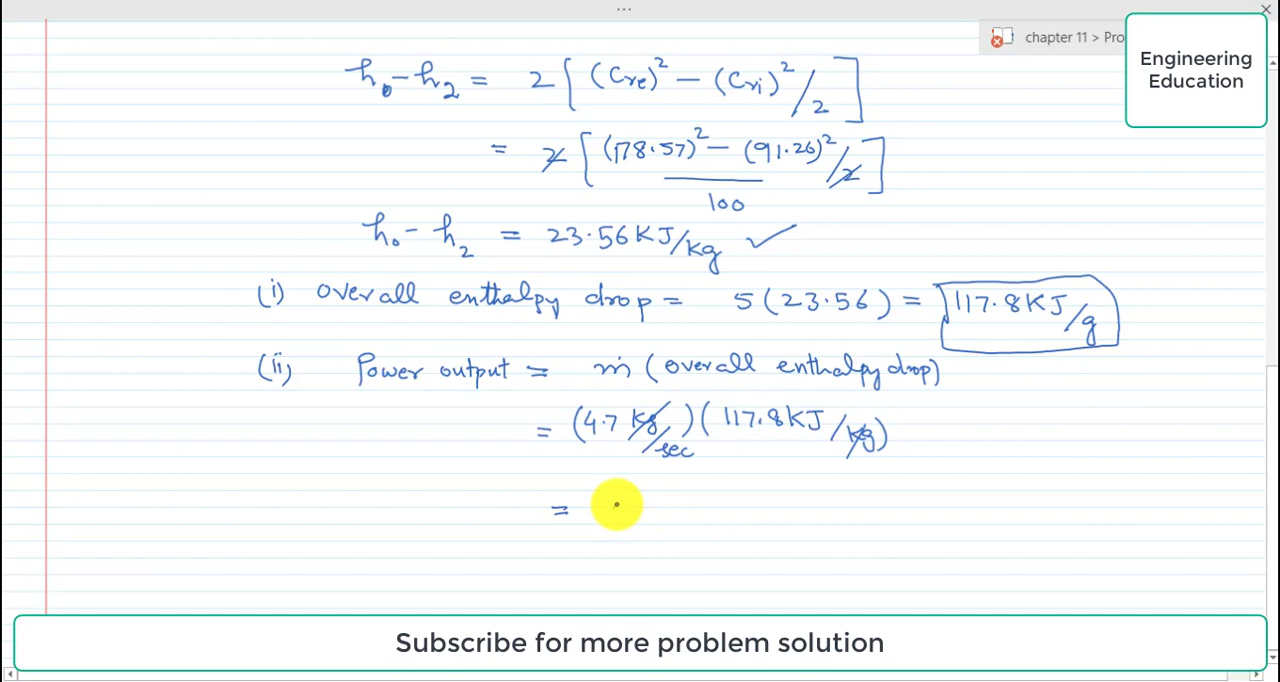 chapter 11 > Pro
Engineering
Education
h₀ - h₂ = 2 [ (Cre)² - (Cri)² / 2 ]
= 2 [ (178.57)² - (91.26)² / 2 ]
100
h₀ - h₂ = 23.56 KJ/kg ✓
(i) overall enthalpy drop = 5 (23.56) = 117.8 KJ/g
(ii) Power output = ṁ (overall enthalpy drop)
= (4.7 kg/sec) (117.8 KJ/kg)
=
Subscribe for more problem solution